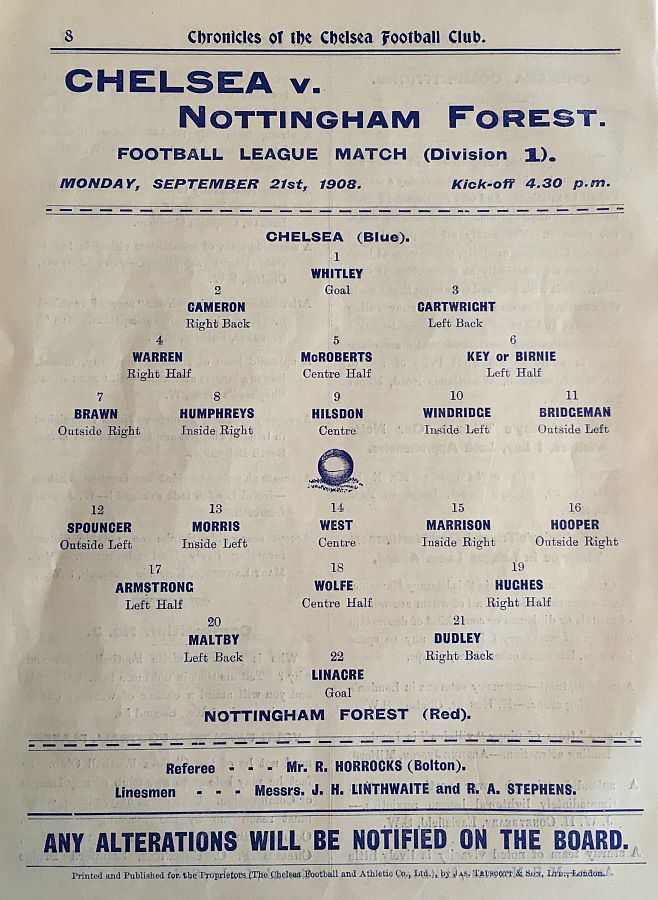 8 Chronicles of the Chelsea Football Club.
CHELSEA v.
NOTTINGHAM FOREST.
FOOTBALL LEAGUE MATCH (Division 1).
MONDAY, SEPTEMBER 21st, 1908. Kick-off 4.30 p.m.
CHELSEA (Blue).
1
WHITLEY
Goal
2 3
CAMERON CARTWRIGHT
Right Back Left Back
4 5 6
WARREN McROBERTS KEY or BIRNIE
Right Half Centre Half Left Half
7 8 9 10 11
BRAWN HUMPHREYS HILSDON WINDRIDGE BRIDGEMAN
Outside Right Inside Right Centre Inside Left Outside Left
12 13 14 15 16
SPOUNCER MORRIS WEST MARRISON HOOPER
Outside Left Inside Left Centre Inside Right Outside Right
17 18 19
ARMSTRONG WOLFE HUGHES
Left Half Centre Half Right Half
20 21
MALTBY DUDLEY
Left Back Right Back
22
LINACRE
Goal
NOTTINGHAM FOREST (Red).
Referee - - - Mr. R. HORROCKS (Bolton).
Linesmen - - - Messrs. J. H. LINTHWAITE and R. A. STEPHENS.
ANY ALTERATIONS WILL BE NOTIFIED ON THE BOARD.
Printed and Published for the Proprietors (The Chelsea Football and Athletic Co., Ltd.), by JAS. TRUSCOTT & SON, LTD., London.